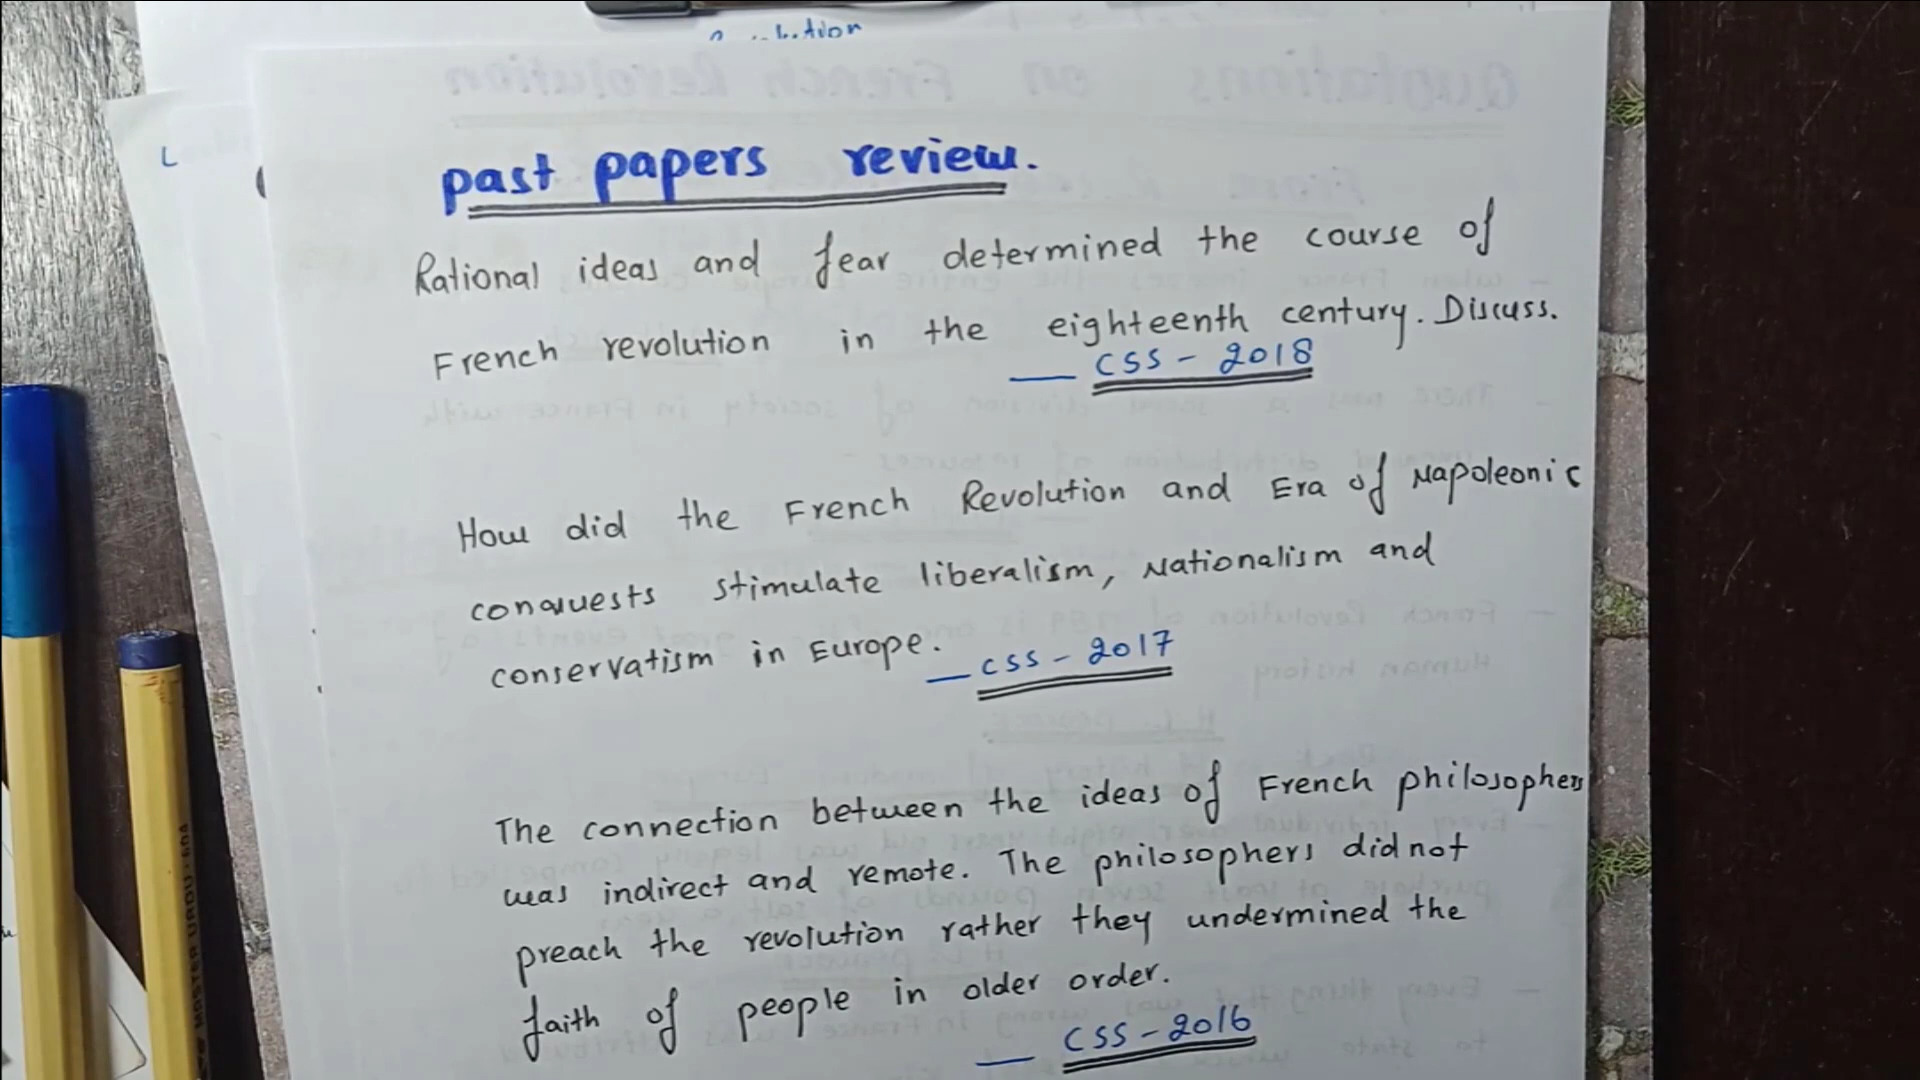 past papers review.
Rational ideas and fear determined the course of
French revolution in the eighteenth century. Discuss.
__ CSS - 2018
How did the French Revolution and Era of Napoleonic
conquests stimulate liberalism, Nationalism and
conservatism in Europe.
__ CSS - 2017
The connection between the ideas of French philosophers
was indirect and remote. The philosophers did not
preach the revolution rather they undermined the
faith of people in older order.
__ CSS - 2016